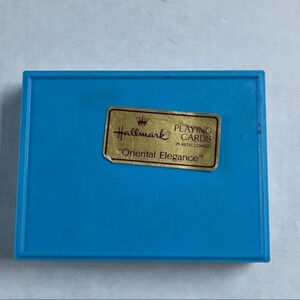 Hallmark
PLAYING
CARDS
PLASTIC COATED
"Oriental Elegance"